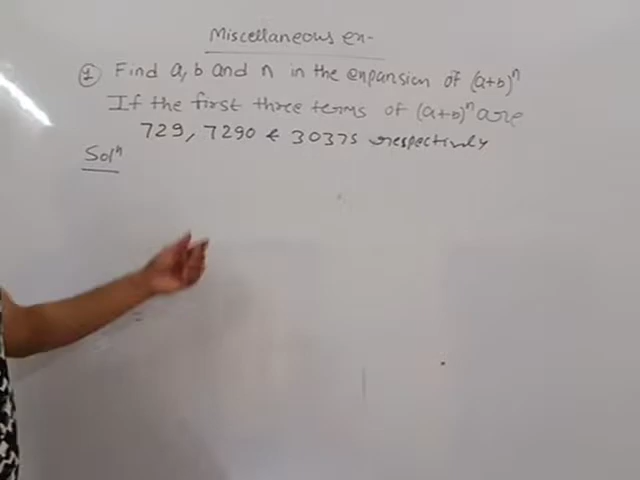 Miscellaneous ex-
① Find a, b and n in the expansion of (a+b)ⁿ
If the first three terms of (a+b)ⁿ are
729, 7290 & 30375 respectively
Solⁿ